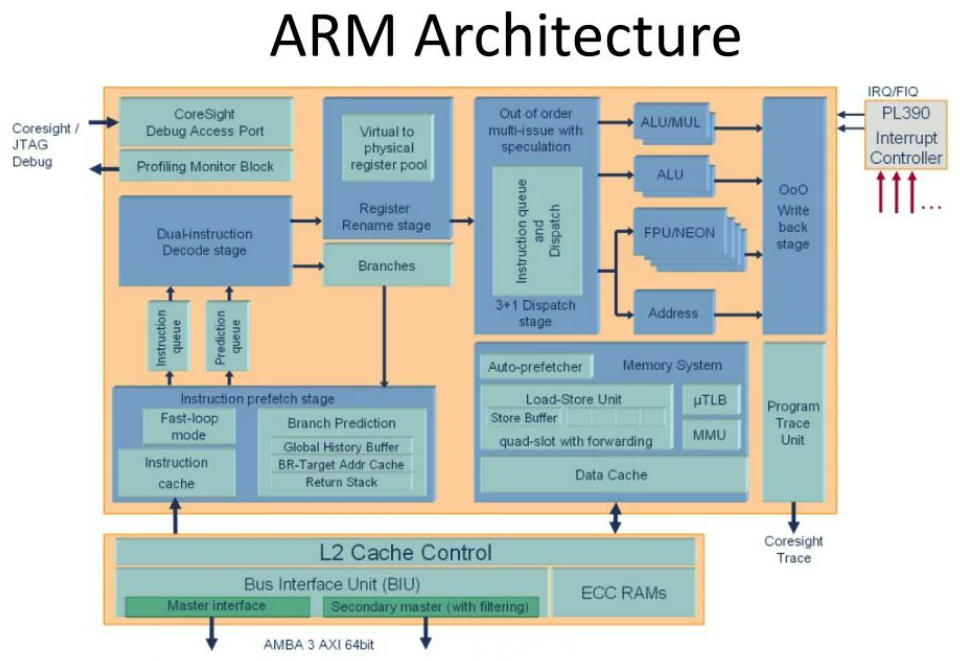 ARM Architecture
IRQ/FIQ
PL390
Interrupt
Controller
...
Coresight /
JTAG
Debug
CoreSight
Debug Access Port
Profiling Monitor Block
Dual-instruction
Decode stage
Virtual to
physical
register pool
Register
Rename stage
Branches
Out of order
multi-issue with
speculation
Instruction queue
and
Dispatch
3+1 Dispatch
stage
ALU/MUL
ALU
FPU/NEON
Address
OoO
Write
back
stage
Instruction
queue
Prediction
queue
Instruction prefetch stage
Fast-loop
mode
Instruction
cache
Branch Prediction
Global History Buffer
BR-Target Addr Cache
Return Stack
Auto-prefetcher
Memory System
Load-Store Unit
Store Buffer
quad-slot with forwarding
µTLB
MMU
Data Cache
Program
Trace
Unit
Coresight
Trace
L2 Cache Control
Bus Interface Unit (BIU)
Master interface
Secondary master (with filtering)
ECC RAMs
AMBA 3 AXI 64bit